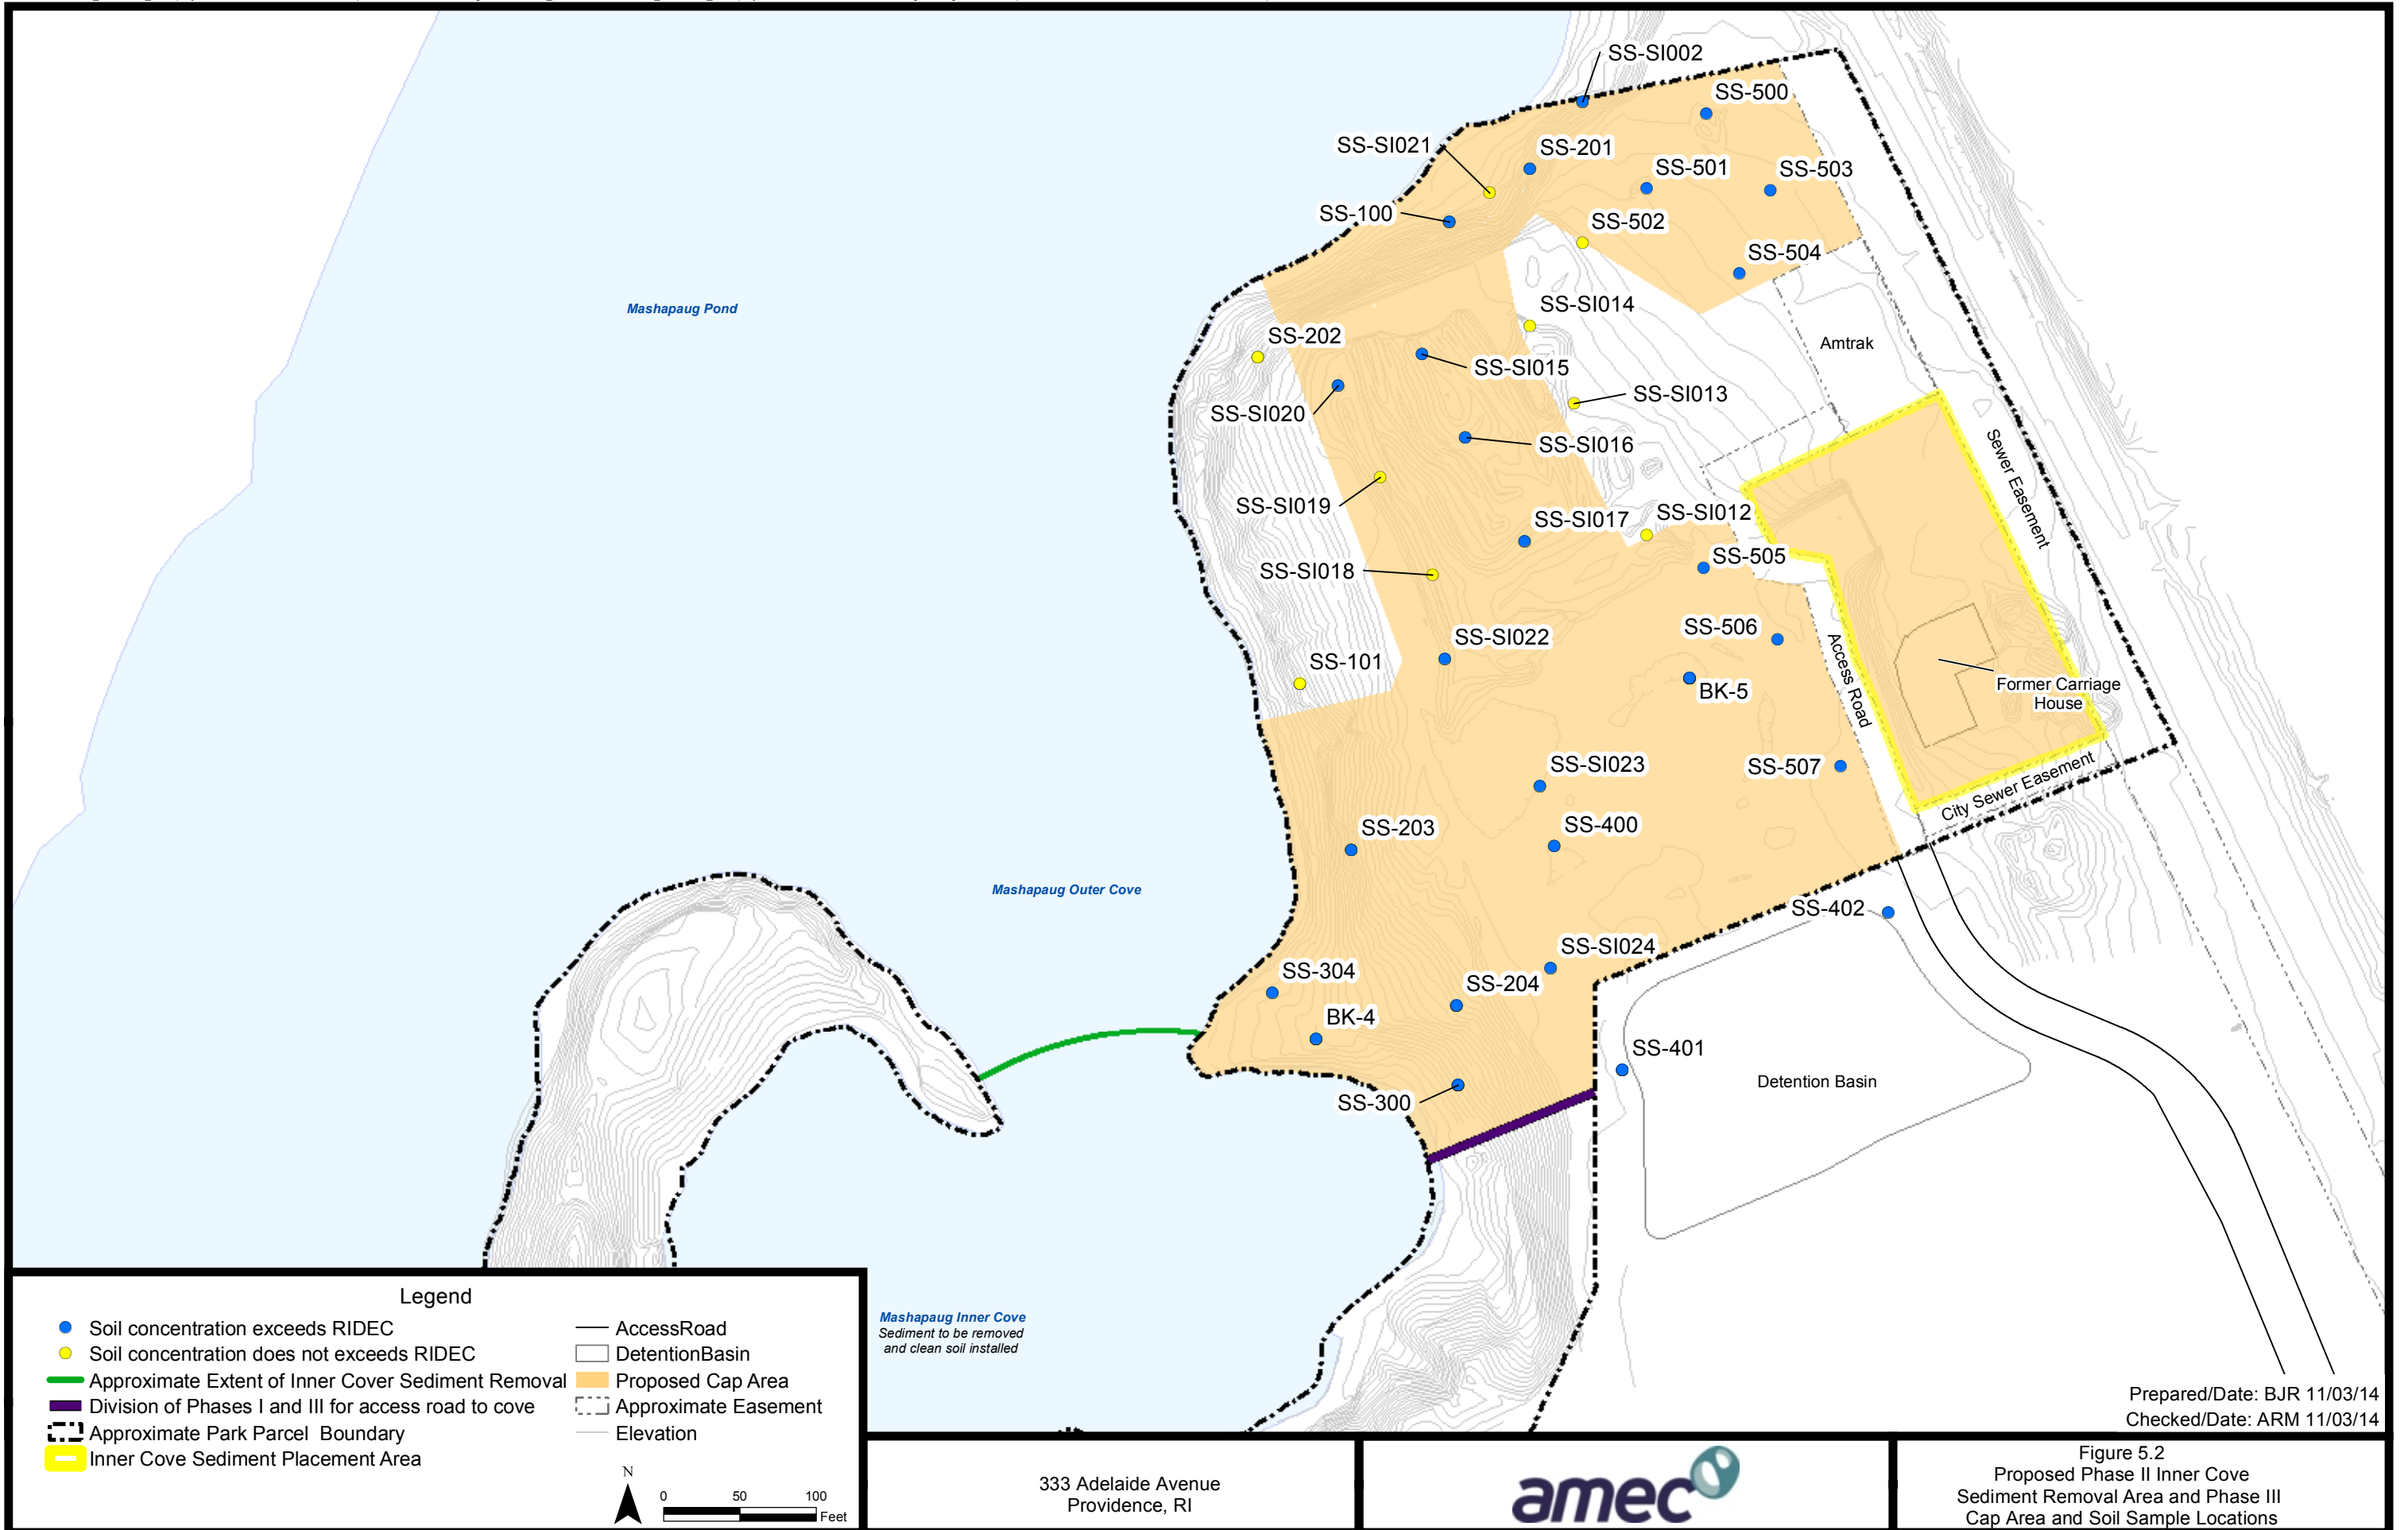 SS-SI002
SS-500
SS-SI021
SS-201
SS-501
SS-503
SS-100
SS-502
SS-504
Mashapaug Pond
SS-SI014
SS-202
Amtrak
SS-SI015
SS-SI013
SS-SI020
SS-SI016
Sewer Easement
SS-SI019
SS-SI017
SS-SI012
SS-505
SS-SI018
SS-506
SS-SI022
SS-101
Access Road
BK-5
Former Carriage
House
SS-SI023
SS-507
City Sewer Easement
SS-203
SS-400
Mashapaug Outer Cove
SS-402
SS-SI024
SS-304
SS-204
BK-4
SS-401
Detention Basin
SS-300
Mashapaug Inner Cove
Sediment to be removed
and clean soil installed
Legend
Soil concentration exceeds RIDEC
Soil concentration does not exceeds RIDEC
Approximate Extent of Inner Cover Sediment Removal
Division of Phases I and III for access road to cove
Approximate Park Parcel Boundary
Inner Cove Sediment Placement Area
AccessRoad
DetentionBasin
Proposed Cap Area
Approximate Easement
Elevation
N
0 50 100
Feet
Prepared/Date: BJR 11/03/14
Checked/Date: ARM 11/03/14
333 Adelaide Avenue
Providence, RI
amec
Figure 5.2
Proposed Phase II Inner Cove
Sediment Removal Area and Phase III
Cap Area and Soil Sample Locations